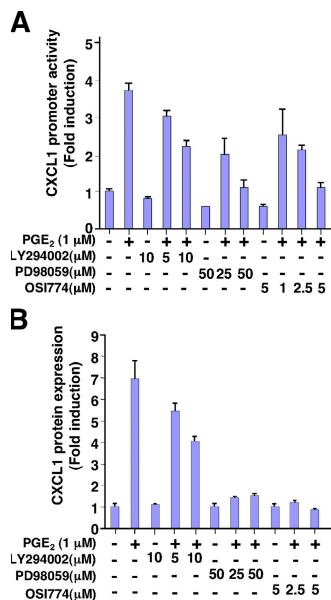 A
CXCL1 promoter activity
(Fold induction)
5
4
3
2
1
0
PGE2 (1 µM) - + - + + - + + - + + +
LY294002(µM) - - 10 5 10 - - - - - - -
PD98059(µM) - - - - - 50 25 50 - - - -
OSI774(µM) - - - - - - - - 5 1 2.5 5
B
CXCL1 protein expression
(Fold induction)
9
8
7
6
5
4
3
2
1
0
PGE2 (1 µM) - + - + + - + + - + +
LY294002(µM) - - 10 5 10 - - - - - -
PD98059(µM) - - - - - 50 25 50 - - -
OSI774(µM) - - - - - - - - 5 2.5 5